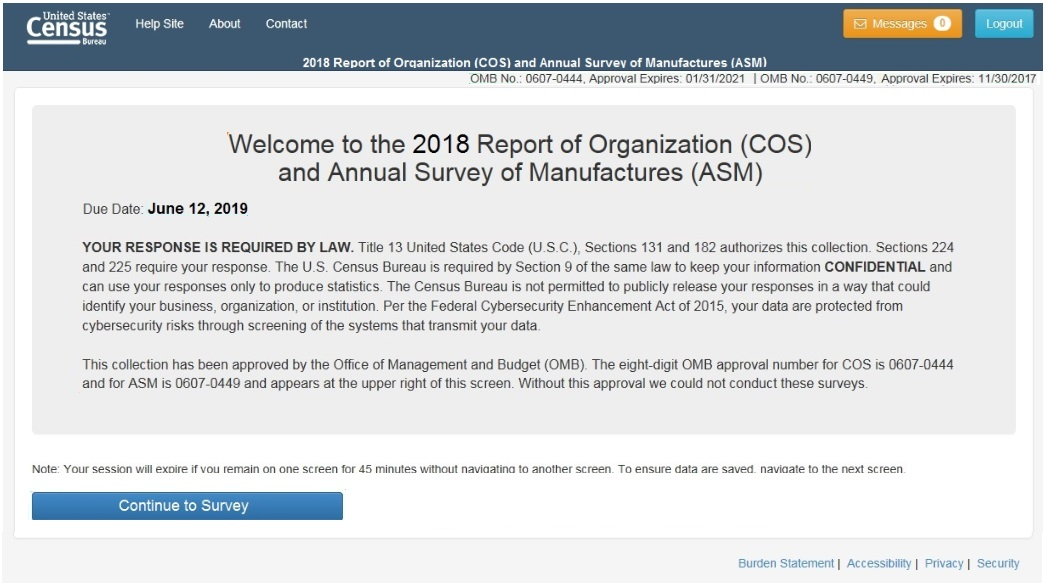 United States®
Census
Bureau
Help Site About Contact
Messages 0 Logout
2018 Report of Organization (COS) and Annual Survey of Manufactures (ASM)
OMB No.: 0607-0444, Approval Expires: 01/31/2021 | OMB No.: 0607-0449, Approval Expires: 11/30/2017
Welcome to the 2018 Report of Organization (COS)
and Annual Survey of Manufactures (ASM)
Due Date: June 12, 2019
YOUR RESPONSE IS REQUIRED BY LAW. Title 13 United States Code (U.S.C.), Sections 131 and 182 authorizes this collection. Sections 224
and 225 require your response. The U.S. Census Bureau is required by Section 9 of the same law to keep your information CONFIDENTIAL and
can use your responses only to produce statistics. The Census Bureau is not permitted to publicly release your responses in a way that could
identify your business, organization, or institution. Per the Federal Cybersecurity Enhancement Act of 2015, your data are protected from
cybersecurity risks through screening of the systems that transmit your data.
This collection has been approved by the Office of Management and Budget (OMB). The eight-digit OMB approval number for COS is 0607-0444
and for ASM is 0607-0449 and appears at the upper right of this screen. Without this approval we could not conduct these surveys.
Note: Your session will expire if you remain on one screen for 45 minutes without navigating to another screen. To ensure data are saved, navigate to the next screen.
Continue to Survey
Burden Statement | Accessibility | Privacy | Security